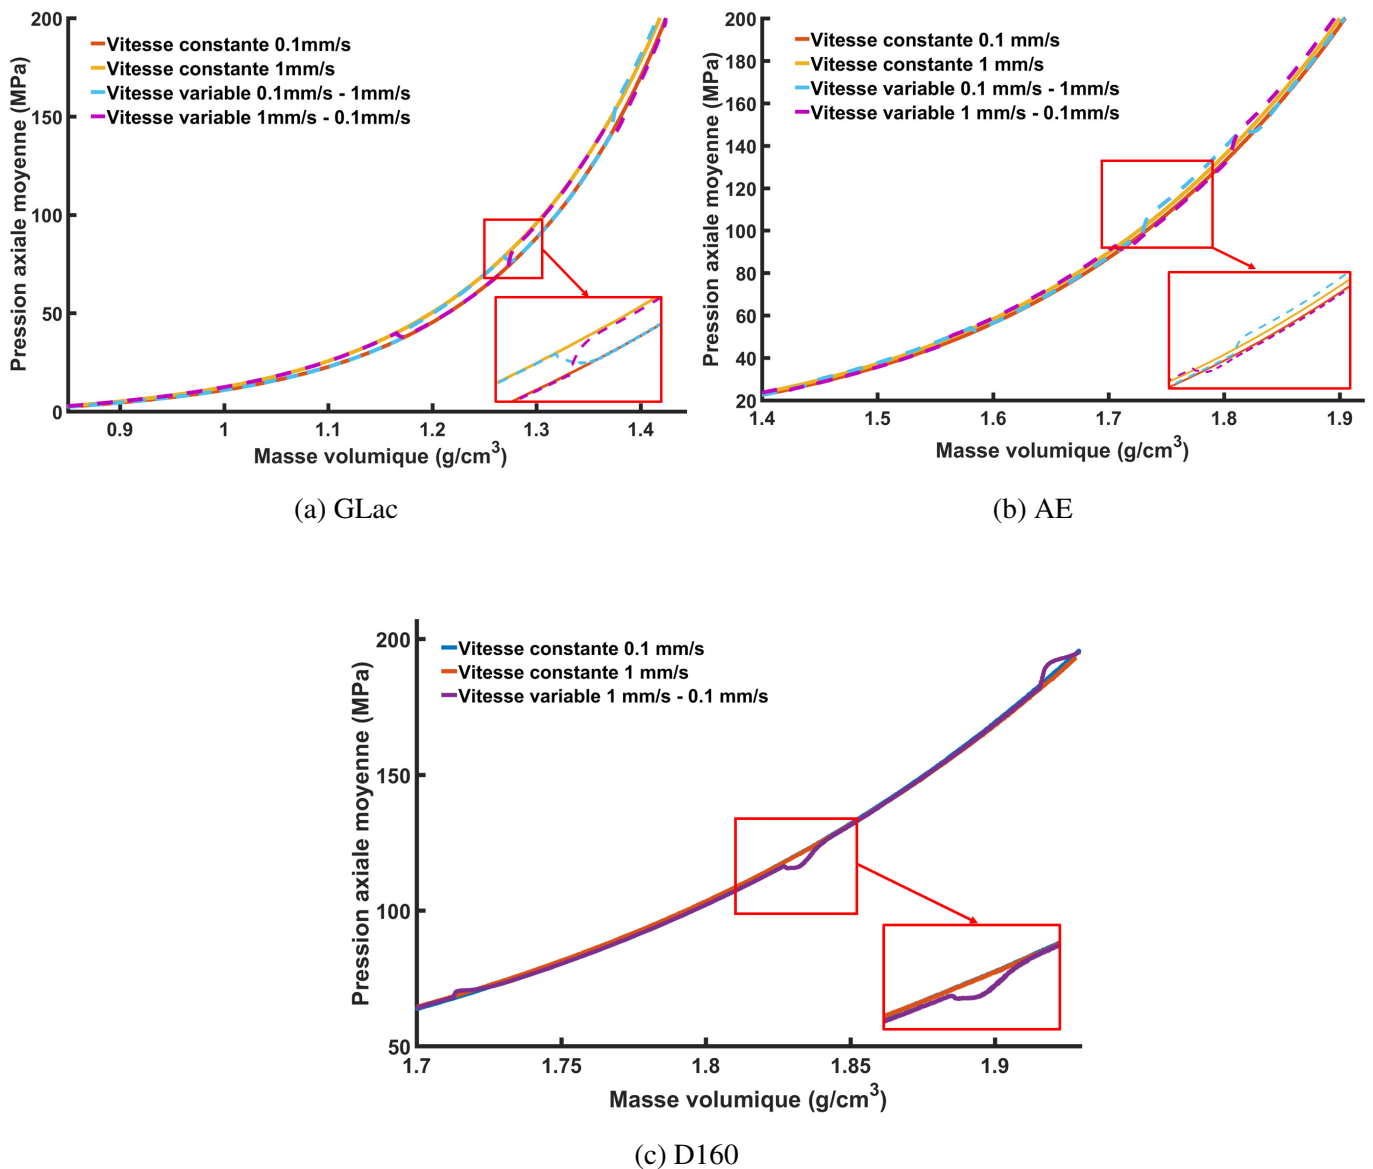 Pression axiale moyenne (MPa)
200
150
100
50
0
Vitesse constante 0.1mm/s
Vitesse constante 1mm/s
Vitesse variable 0.1mm/s - 1mm/s
Vitesse variable 1mm/s - 0.1mm/s
0.9 1 1.1 1.2 1.3 1.4
Masse volumique (g/cm³)
(a) GLac
Pression axiale moyenne (MPa)
200
180
160
140
120
100
80
60
40
20
Vitesse constante 0.1 mm/s
Vitesse constante 1 mm/s
Vitesse variable 0.1 mm/s - 1mm/s
Vitesse variable 1 mm/s - 0.1mm/s
1.4 1.5 1.6 1.7 1.8 1.9
Masse volumique (g/cm³)
(b) AE
Pression axiale moyenne (MPa)
200
150
100
50
Vitesse constante 0.1 mm/s
Vitesse constante 1 mm/s
Vitesse variable 1 mm/s - 0.1 mm/s
1.7 1.75 1.8 1.85 1.9
Masse volumique (g/cm³)
(c) D160